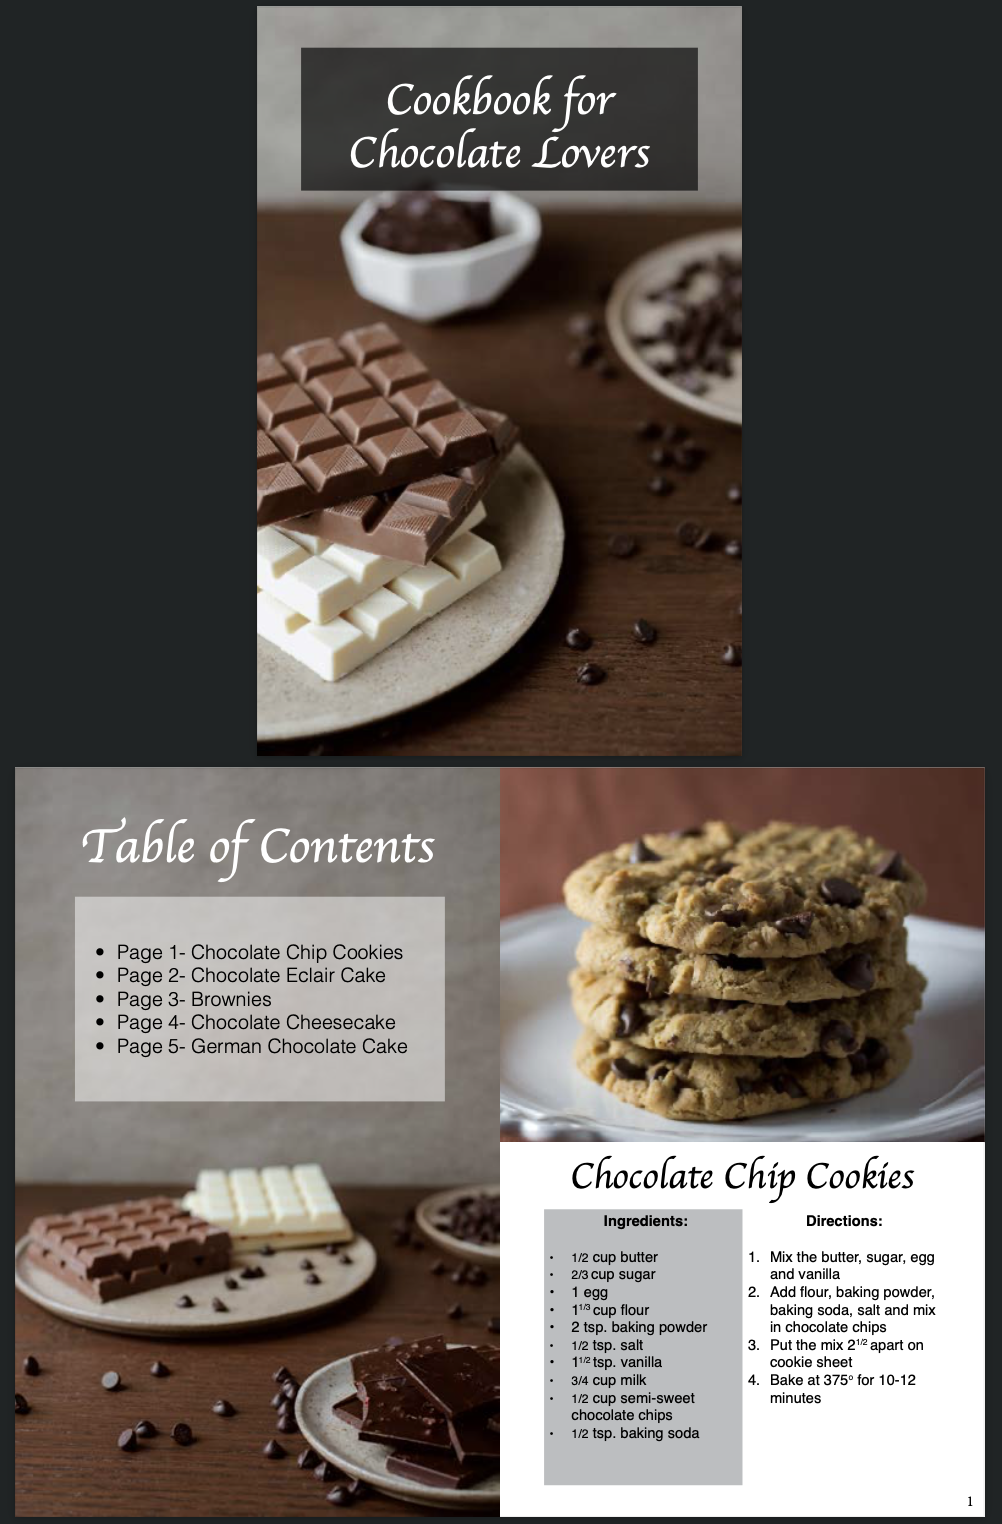 Cookbook for
Chocolate Lovers
Table of Contents
• Page 1- Chocolate Chip Cookies
• Page 2- Chocolate Eclair Cake
• Page 3- Brownies
• Page 4- Chocolate Cheesecake
• Page 5- German Chocolate Cake
Chocolate Chip Cookies
Ingredients:
• 1/2 cup butter
• 2/3 cup sugar
• 1 egg
• 1 1/3 cup flour
• 2 tsp. baking powder
• 1/2 tsp. salt
• 1 1/2 tsp. vanilla
• 3/4 cup milk
• 1/2 cup semi-sweet
chocolate chips
• 1/2 tsp. baking soda
Directions:
1. Mix the butter, sugar, egg
and vanilla
2. Add flour, baking powder,
baking soda, salt and mix
in chocolate chips
3. Put the mix 2 1/2 apart on
cookie sheet
4. Bake at 375° for 10-12
minutes
1